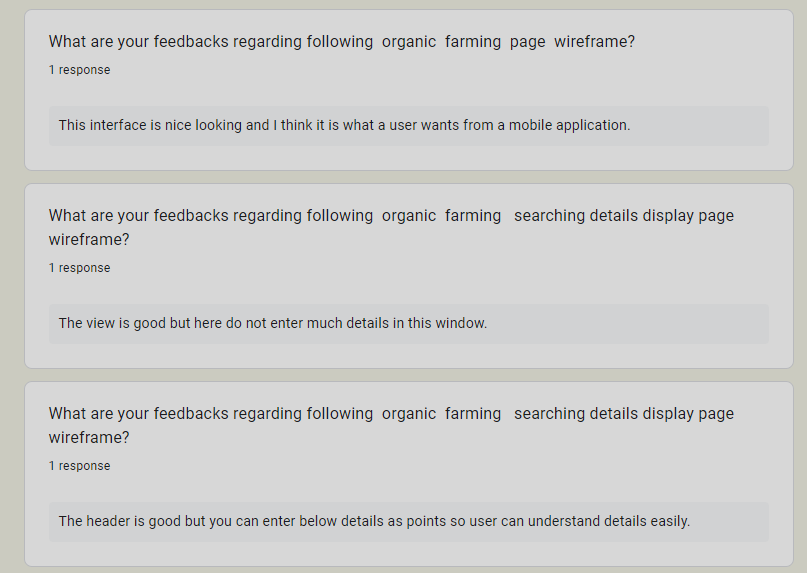 What are your feedbacks regarding following organic farming page wireframe?
1 response
This interface is nice looking and I think it is what a user wants from a mobile application.
What are your feedbacks regarding following organic farming searching details display page
wireframe?
1 response
The view is good but here do not enter much details in this window.
What are your feedbacks regarding following organic farming searching details display page
wireframe?
1 response
The header is good but you can enter below details as points so user can understand details easily.